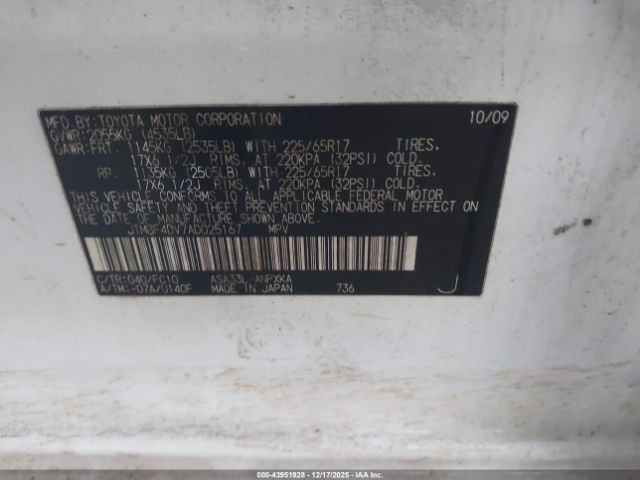 MFD.BY:TOYOTA MOTOR CORPORATION 10/09
GVWR:2055KG (4535LB)
GAWR:FRT. 1145KG (2535LB) WITH 225/65R17 TIRES.
17X6 1/2J RIMS. AT 220KPA (32PSI) COLD.
RR. 1135KG (2505LB) WITH 225/65R17 TIRES.
17X6 1/2J RIMS. AT 220KPA (32PSI) COLD.
THIS VEHICLE CONFORMS TO ALL APPLICABLE FEDERAL MOTOR
VEHICLE SAFETY AND THEFT PREVENTION STANDARDS IN EFFECT ON
THE DATE OF MANUFACTURE SHOWN ABOVE.
JTMBF4DV7AD025167 MPV
C/TR:040/FC10 ASA33L-ANPXKA
A/TM:-07A/U140F MADE IN JAPAN 736 J
000-43951928 - 12/17/2025 - IAA Inc.